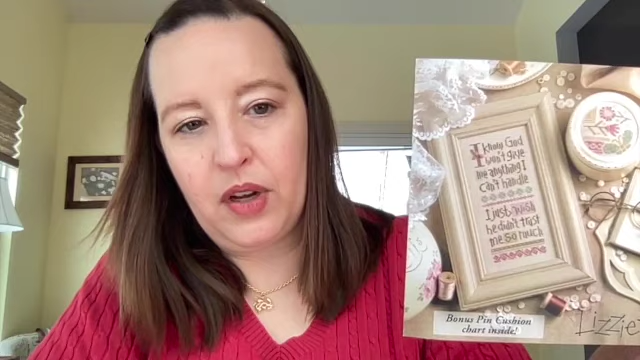 I know God
won't give
me anything I
can't handle
I just wish
he didn't trust
me so much
Bonus Pin Cushion
chart inside!
Lizzie